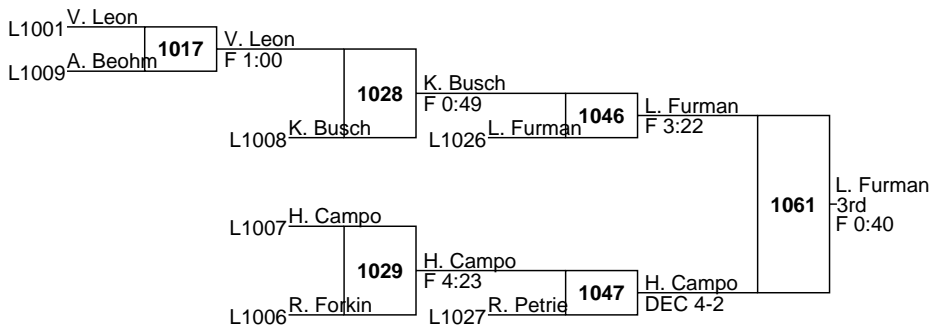 V. Leon
L1001
1017
V. Leon
F 1:00
A. Beohm
L1009
1028
K. Busch
F 0:49
K. Busch
L1008
1046
L. Furman
F 3:22
L. Furman
L1026
1061
L. Furman
3rd
F 0:40
H. Campo
L1007
1029
H. Campo
F 4:23
R. Forkin
L1006
1047
H. Campo
DEC 4-2
R. Petrie
L1027